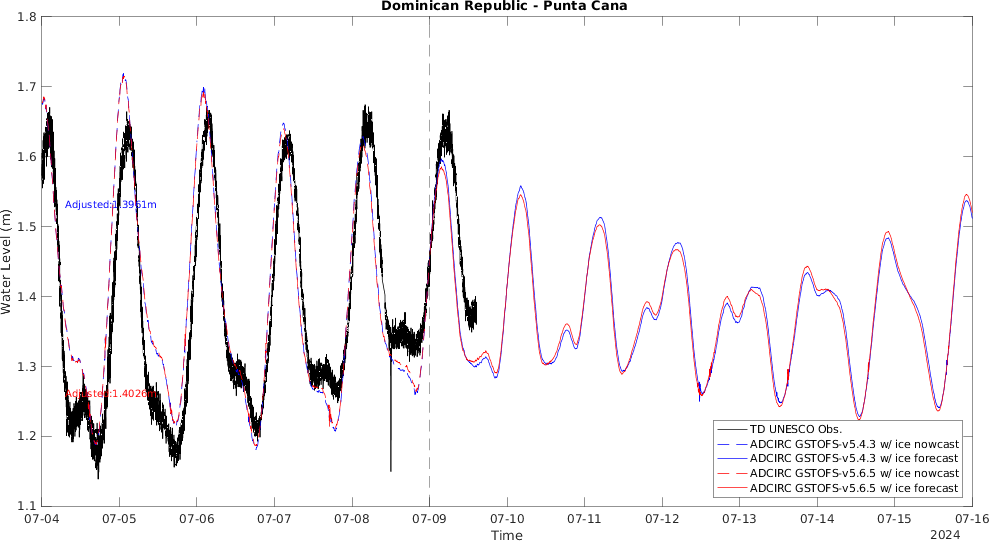 Dominican Republic - Punta Cana
Water Level (m)
1.8
1.7
1.6
1.5
1.4
1.3
1.2
1.1
Adjusted:1.3961m
Adjusted:1.4026m
TD UNESCO Obs.
ADCIRC GSTOFS-v5.4.3 w/ ice nowcast
ADCIRC GSTOFS-v5.4.3 w/ ice forecast
ADCIRC GSTOFS-v5.6.5 w/ ice nowcast
ADCIRC GSTOFS-v5.6.5 w/ ice forecast
07-04 07-05 07-06 07-07 07-08 07-09 07-10 07-11 07-12 07-13 07-14 07-15 07-16
Time
2024